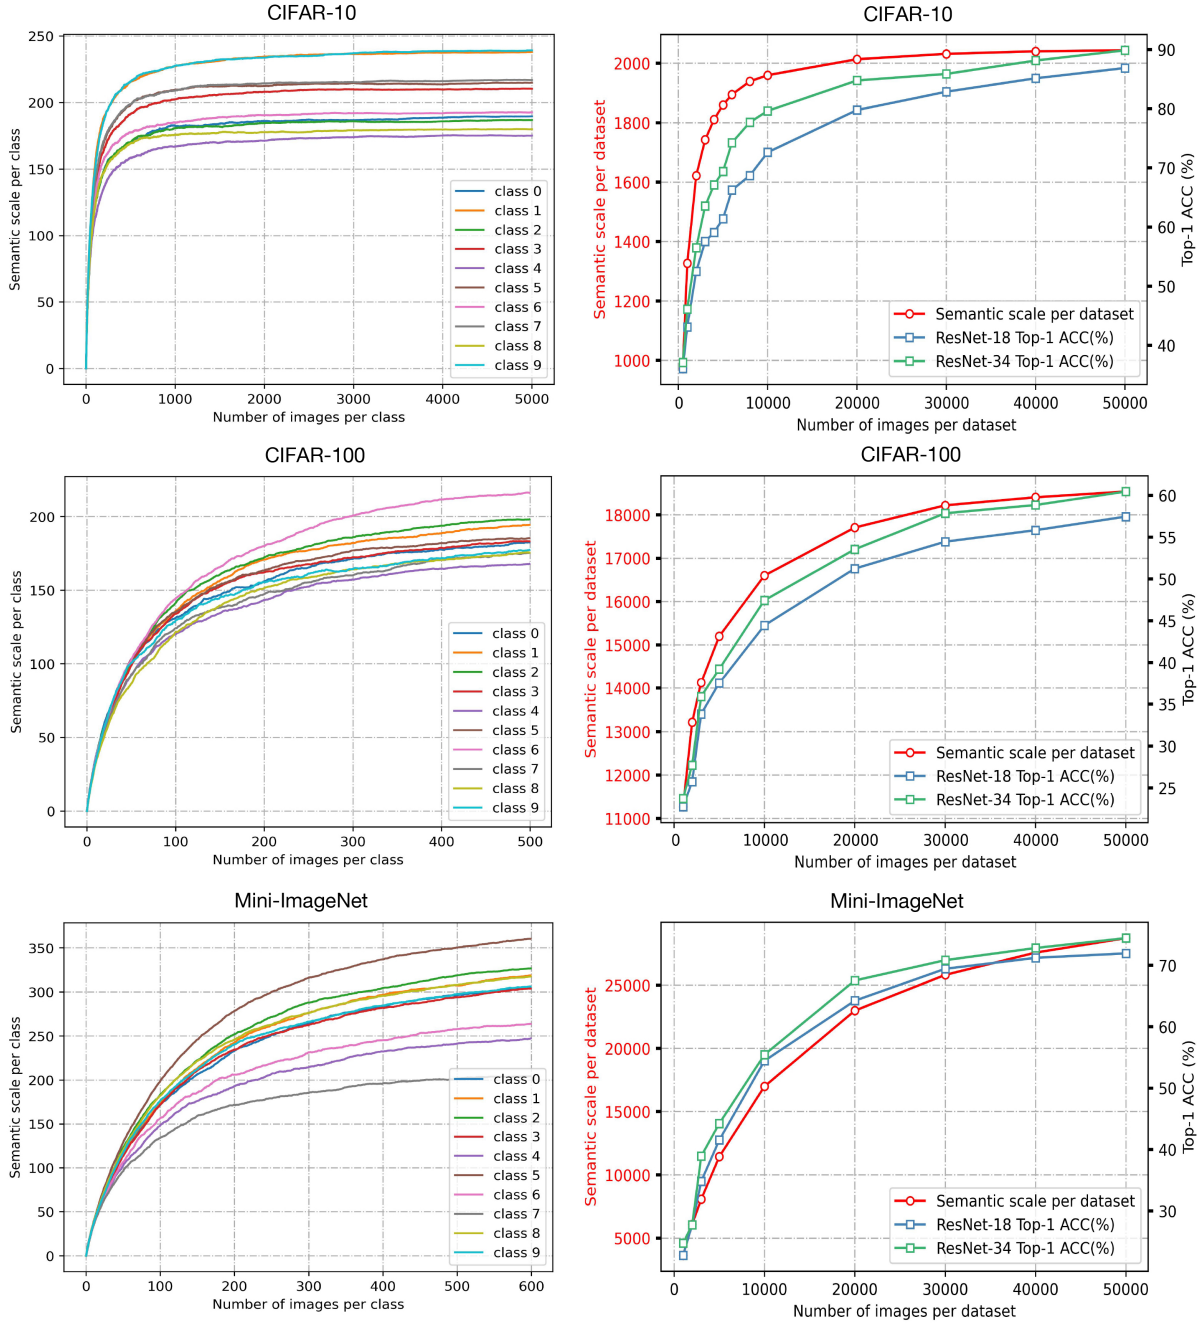 CIFAR-10
Semantic scale per class
250
200
150
100
50
0
class 0
class 1
class 2
class 3
class 4
class 5
class 6
class 7
class 8
class 9
0 1000 2000 3000 4000 5000
Number of images per class
CIFAR-10
Semantic scale per dataset
2000
1800
1600
1400
1200
1000
90
80
70
60
50
40
Top-1 ACC (%)
Semantic scale per dataset
ResNet-18 Top-1 ACC(%)
ResNet-34 Top-1 ACC(%)
0 10000 20000 30000 40000 50000
Number of images per dataset
CIFAR-100
Semantic scale per class
200
150
100
50
0
class 0
class 1
class 2
class 3
class 4
class 5
class 6
class 7
class 8
class 9
0 100 200 300 400 500
Number of images per class
CIFAR-100
Semantic scale per dataset
18000
17000
16000
15000
14000
13000
12000
11000
60
55
50
45
40
35
30
25
Top-1 ACC (%)
Semantic scale per dataset
ResNet-18 Top-1 ACC(%)
ResNet-34 Top-1 ACC(%)
0 10000 20000 30000 40000 50000
Number of images per dataset
Mini-ImageNet
Semantic scale per class
350
300
250
200
150
100
50
0
class 0
class 1
class 2
class 3
class 4
class 5
class 6
class 7
class 8
class 9
0 100 200 300 400 500 600
Number of images per class
Mini-ImageNet
Semantic scale per dataset
25000
20000
15000
10000
5000
70
60
50
40
30
Top-1 ACC (%)
Semantic scale per dataset
ResNet-18 Top-1 ACC(%)
ResNet-34 Top-1 ACC(%)
0 10000 20000 30000 40000 50000
Number of images per dataset